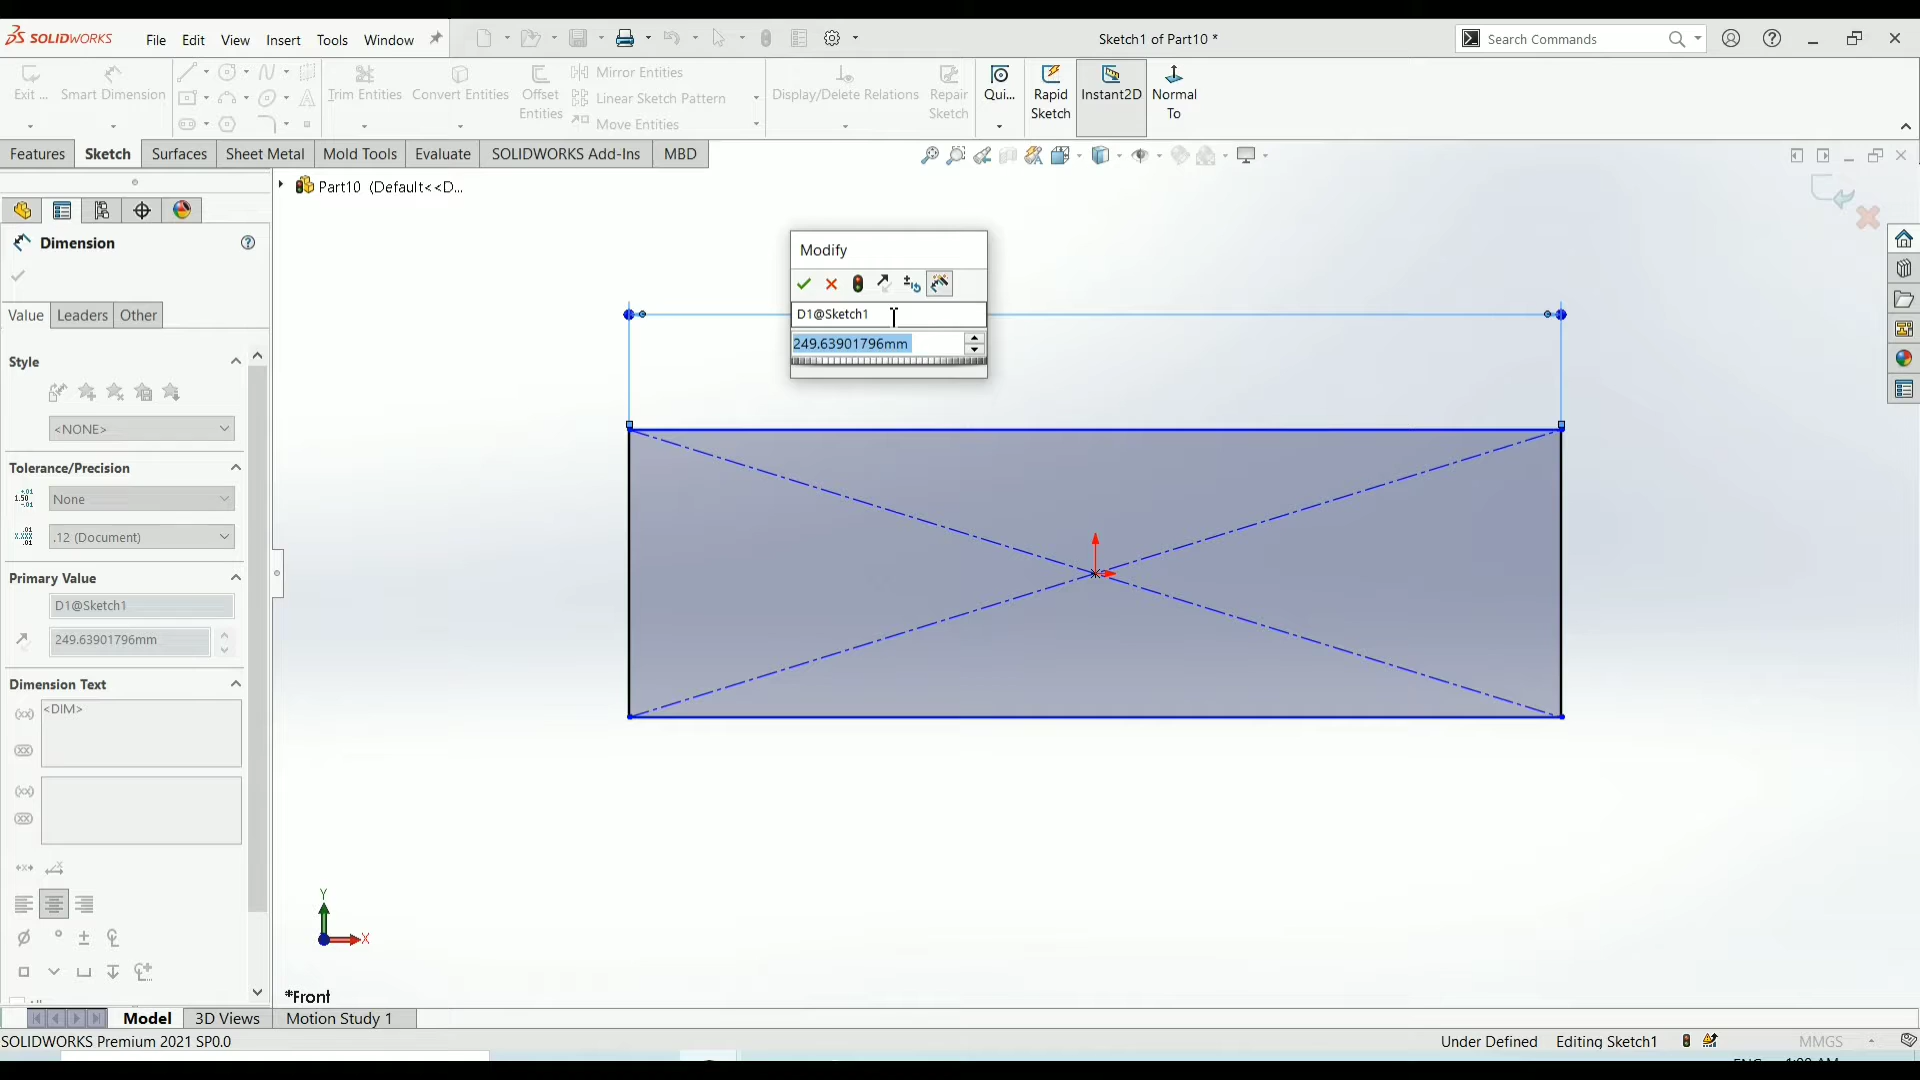 SOLIDWORKS File Edit View Insert Tools Window Sketch1 of Part10 * Search Commands
Exit ... Smart Dimension Trim Entities Convert Entities Offset Entities Mirror Entities Linear Sketch Pattern Move Entities Display/Delete Relations Repair Sketch Qui... Rapid Sketch Instant2D Normal To
Features Sketch Surfaces Sheet Metal Mold Tools Evaluate SOLIDWORKS Add-Ins MBD
Part10 (Default<<D...
Dimension
Value Leaders Other
Style
<NONE>
Tolerance/Precision
None
.12 (Document)
Primary Value
D1@Sketch1
249.63901796mm
Dimension Text
<DIM>
Modify
D1@Sketch1
249.63901796mm
Y
X
*Front
Model 3D Views Motion Study 1
SOLIDWORKS Premium 2021 SP0.0 Under Defined Editing Sketch1 MMGS